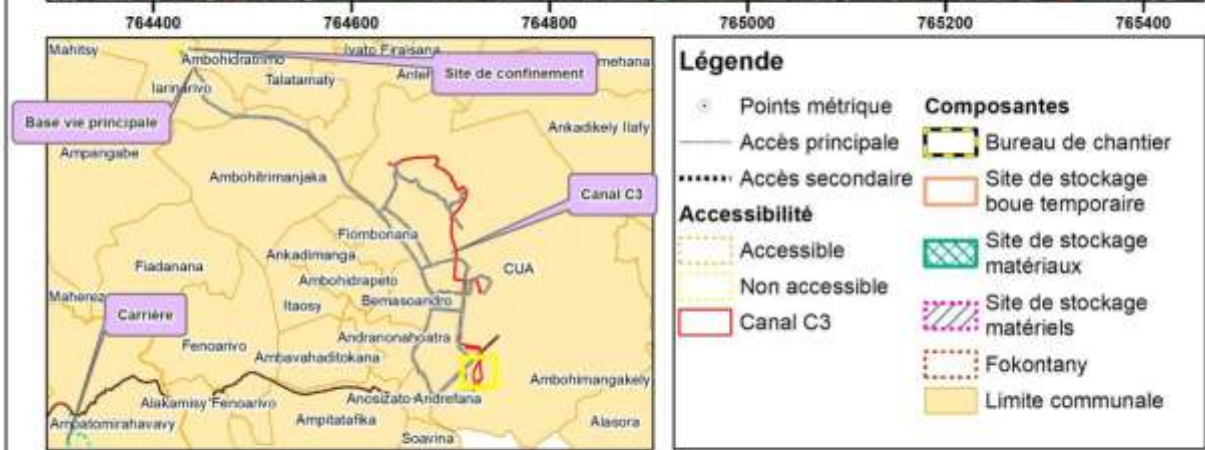 764400 764600 764800 765000 765200 765400
Mahitsy
Ambohidratrimo
Ivato Firaisana
Talatamaty
Site de confinement
Iarinarivo
Base vie principale
Ampangabe
Ankadikely Ilafy
Ambohitrimanjaka
Canal C3
Fiombonana
Ankadimanga
CUA
Fiadanana
Ambohidrapeto
Itaosy
Bemasoandro
Carrière
Andranonahoatra
Fenoarivo
Ambavahaditokana
Ambohimangakely
Alakamisy Fenoarivo
Anosizato-Andrefana
Ampatomirahavavy
Ampitatafika
Alasora
Soavina
Légende
Points métrique
Accès principale
Accès secondaire
Accessibilité
Accessible
Non accessible
Canal C3
Composantes
Bureau de chantier
Site de stockage
boue temporaire
Site de stockage
matériaux
Site de stockage
matériels
Fokontany
Limite communale